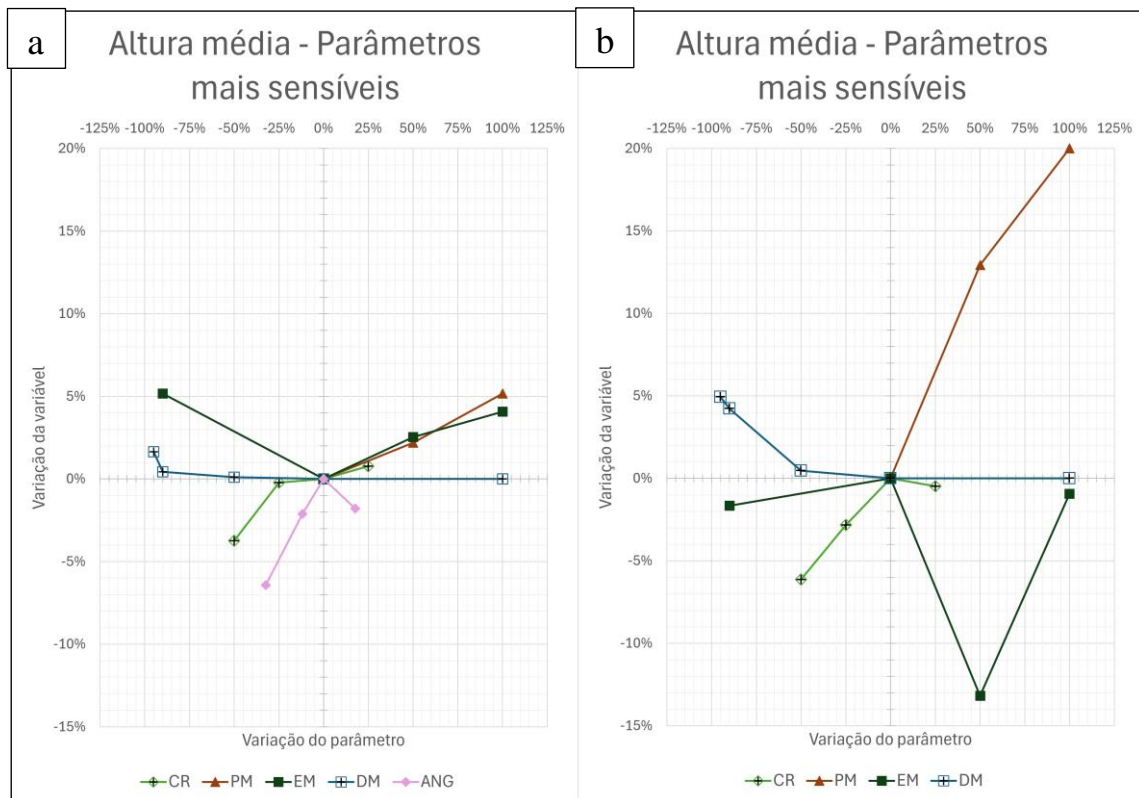 a
Altura média - Parâmetros
mais sensíveis
-125% -100% -75% -50% -25% 0% 25% 50% 75% 100% 125%
20%
15%
10%
5%
0%
-5%
-10%
-15%
Variação da variável
Variação do parâmetro
CR PM EM DM ANG
b
Altura média - Parâmetros
mais sensíveis
-125% -100% -75% -50% -25% 0% 25% 50% 75% 100% 125%
20%
15%
10%
5%
0%
-5%
-10%
-15%
Variação da variável
Variação do parâmetro
CR PM EM DM